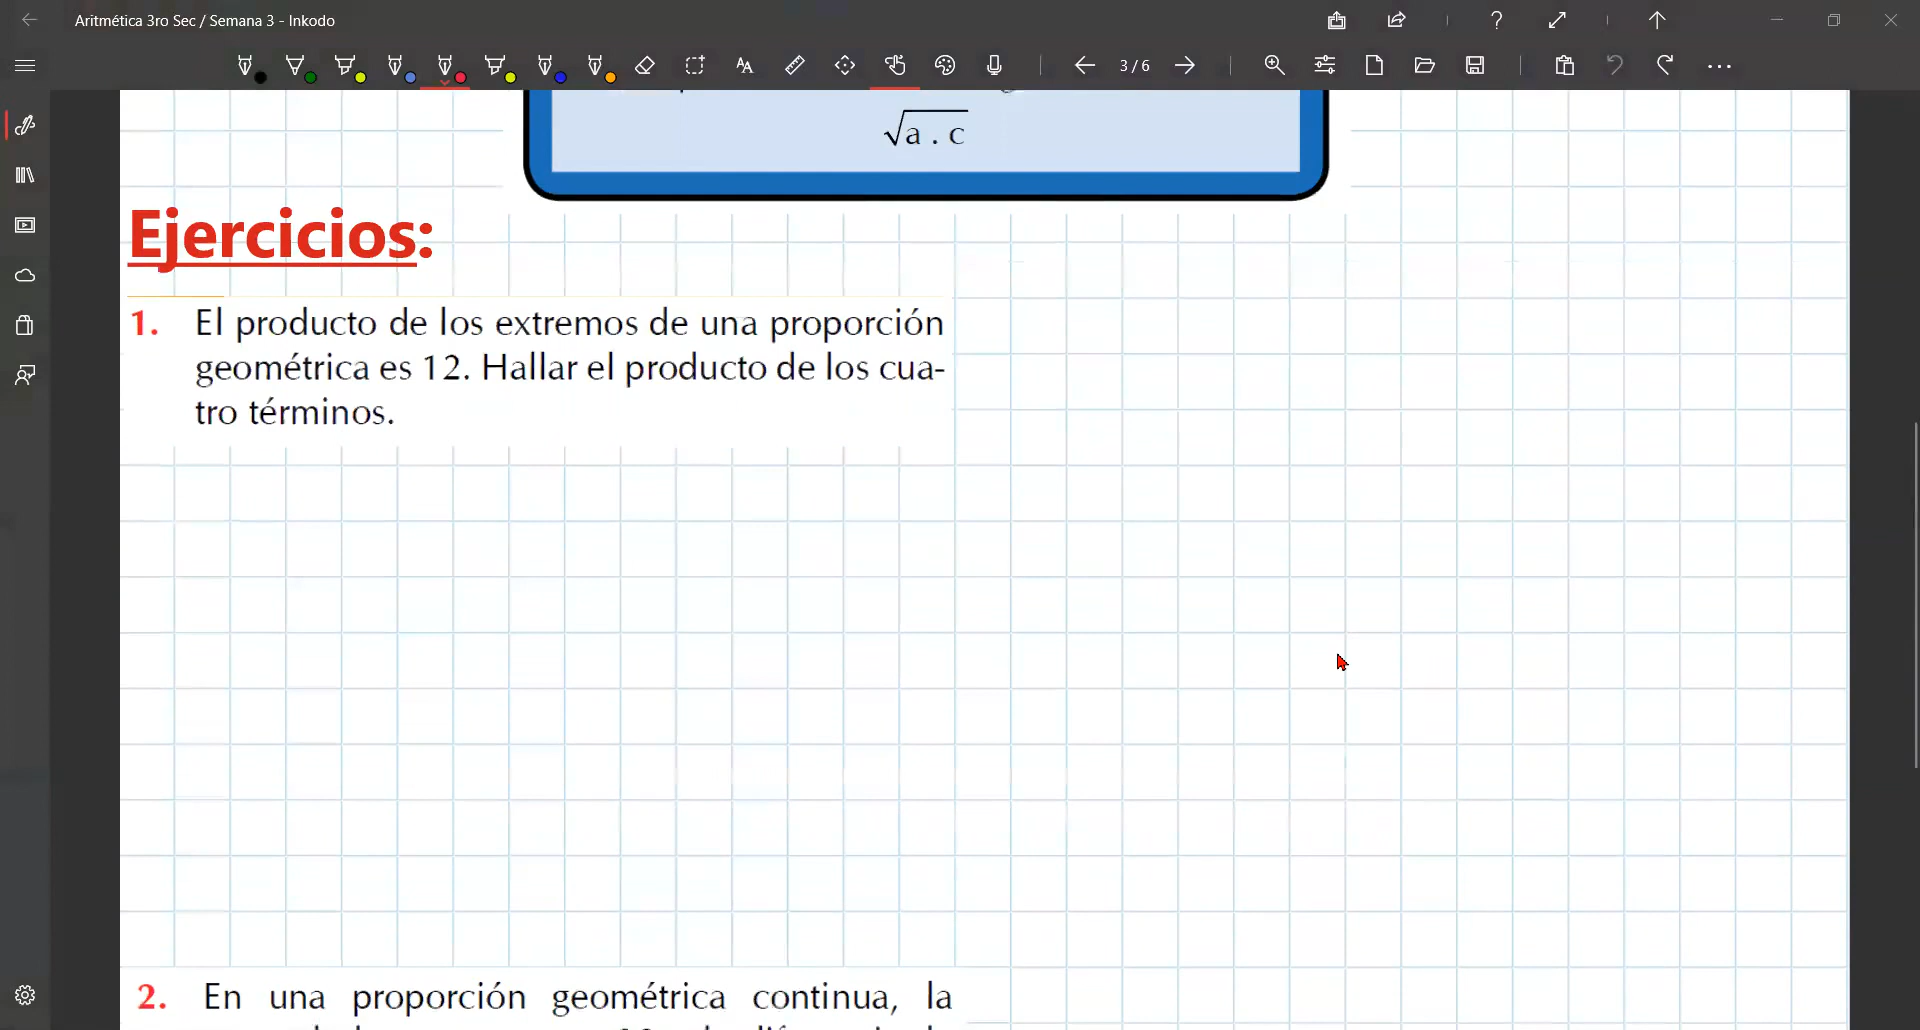 Aritmética 3ro Sec / Semana 3 - Inkodo
3 / 6
√a . c
Ejercicios:
1. El producto de los extremos de una proporción
geométrica es 12. Hallar el producto de los cua-
tro términos.
2. En una proporción geométrica continua, la